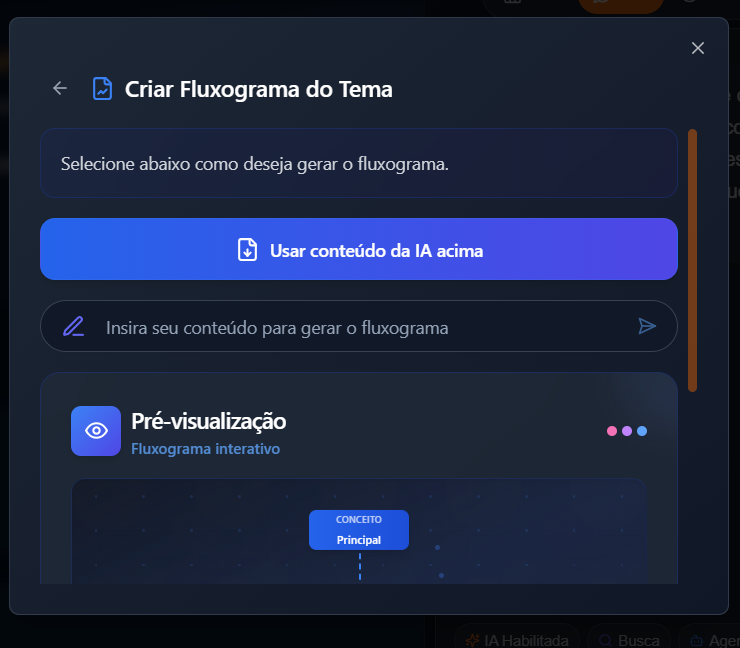 Criar Fluxograma do Tema
Selecione abaixo como deseja gerar o fluxograma.
Usar conteúdo da IA acima
Insira seu conteúdo para gerar o fluxograma
Pré-visualização
Fluxograma interativo
CONCEITO
Principal
IA Habilitada
Busca